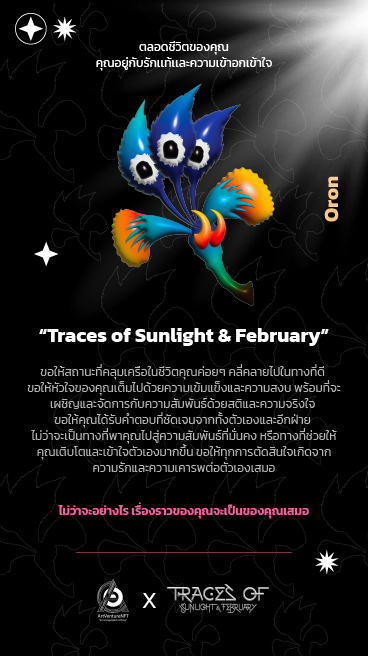 ตลอดชีวิตของคุณ
คุณอยู่กับรักแท้และความเข้าอกเข้าใจ
Oron
“Traces of Sunlight & February”
ขอให้สถานะที่คลุมเครือในชีวิตคุณค่อยๆ คลี่คลายไปในทางที่ดี
ขอให้หัวใจของคุณเต็มไปด้วยความเข้มแข็งและความสงบ พร้อมที่จะ
เผชิญและจัดการกับความสัมพันธ์ด้วยสติและความจริงใจ
ขอให้คุณได้รับคำตอบที่ชัดเจนจากทั้งตัวเองและอีกฝ่าย
ไม่ว่าจะเป็นทางที่พาคุณไปสู่ความสัมพันธ์ที่มั่นคง หรือทางที่ช่วยให้
คุณเติบโตและเข้าใจตัวเองมากขึ้น ขอให้ทุกการตัดสินใจเกิดจาก
ความรักและความเคารพต่อตัวเองเสมอ
ไม่ว่าจะอย่างไร เรื่องราวของคุณจะเป็นของคุณเสมอ
ArtVentureNFT
X
TRACES OF
SUNLIGHT & FEBRUARY